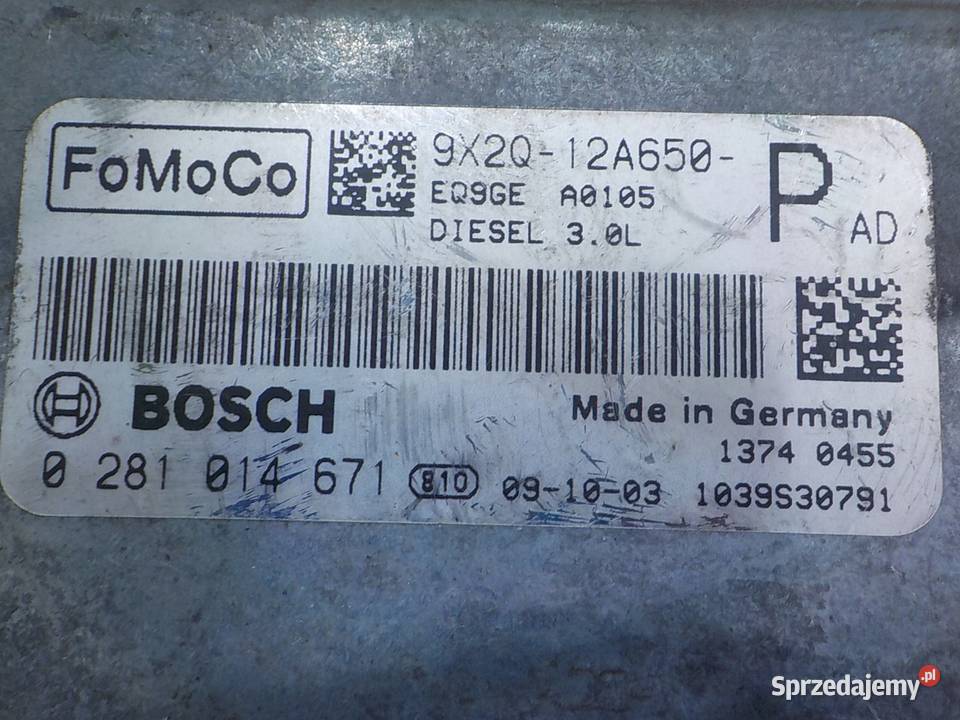 FoMoCo
9X2Q-12A650-
P AD
EQ9GE A0105
DIESEL 3.0L
BOSCH
Made in Germany
1374 0455
0 281 014 671 810 09-10-03 1039S30791
Sprzedajemy.pl